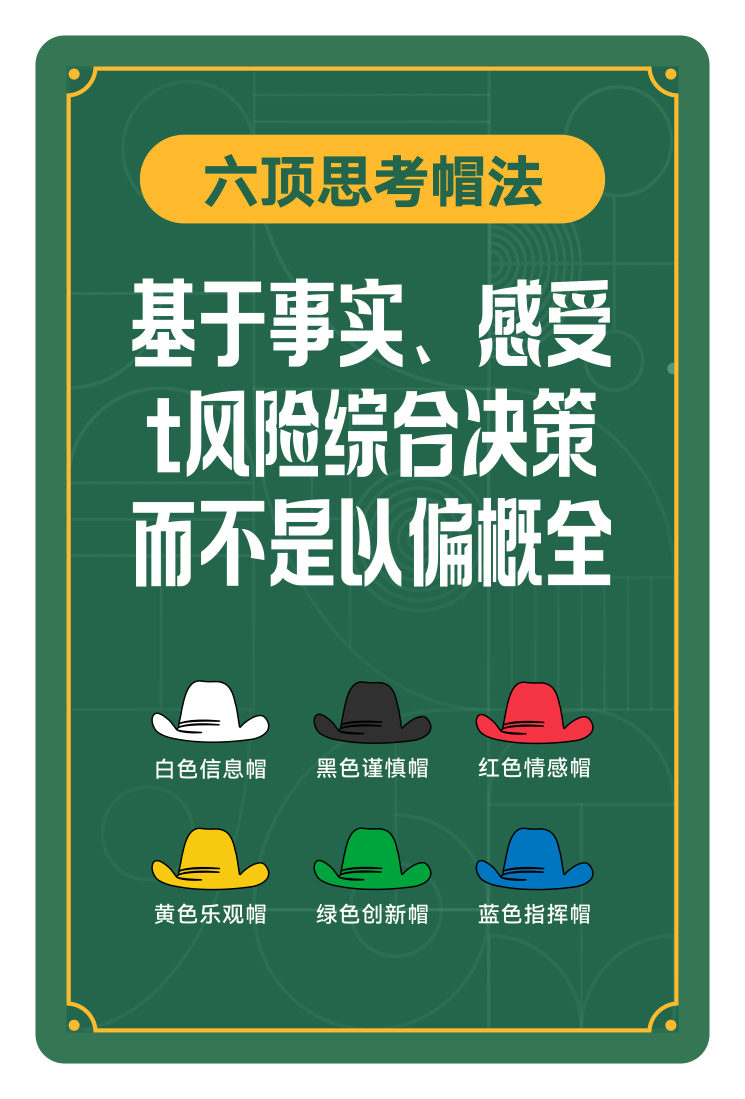 六顶思考帽法
基于事实、感受
t风险综合决策
而不是以偏概全
白色信息帽 黑色谨慎帽 红色情感帽
黄色乐观帽 绿色创新帽 蓝色指挥帽